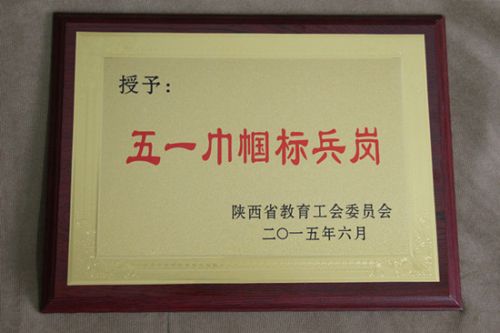 授予：
五一巾帼标兵岗
陕西省教育工会委员会
二〇一五年六月